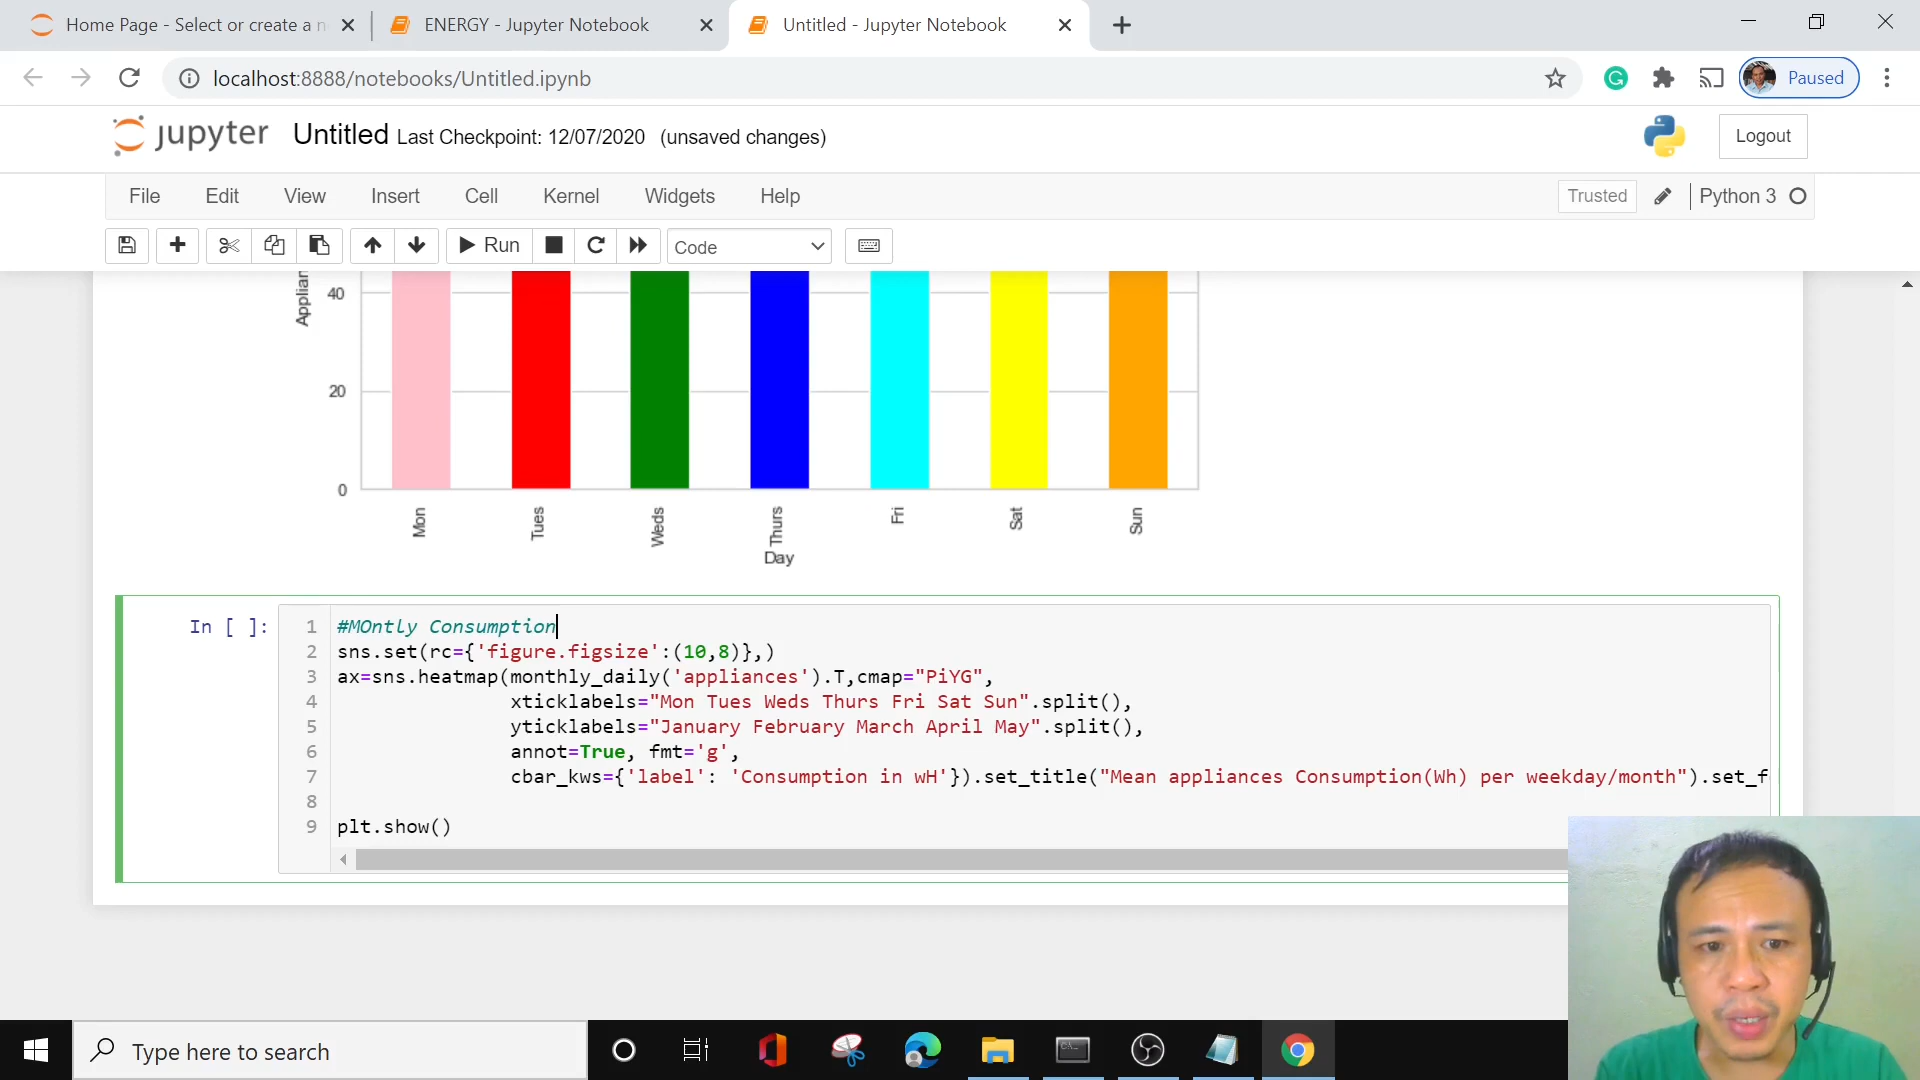 Home Page - Select or create a n
ENERGY - Jupyter Notebook
Untitled - Jupyter Notebook
localhost:8888/notebooks/Untitled.ipynb
Paused
jupyter Untitled Last Checkpoint: 12/07/2020 (unsaved changes)
Logout
File Edit View Insert Cell Kernel Widgets Help
Trusted
Python 3
Run
Code
Applian
40
20
0
Mon Tues Weds Thurs Fri Sat Sun
Day
In [ ]:
1 #MOntly Consumption
2 sns.set(rc={'figure.figsize':(10,8)},)
3 ax=sns.heatmap(monthly_daily('appliances').T,cmap="PiYG",
4 xticklabels="Mon Tues Weds Thurs Fri Sat Sun".split(),
5 yticklabels="January February March April May".split(),
6 annot=True, fmt='g',
7 cbar_kws={'label': 'Consumption in wH'}).set_title("Mean appliances Consumption(Wh) per weekday/month").set_f
8
9 plt.show()
Type here to search